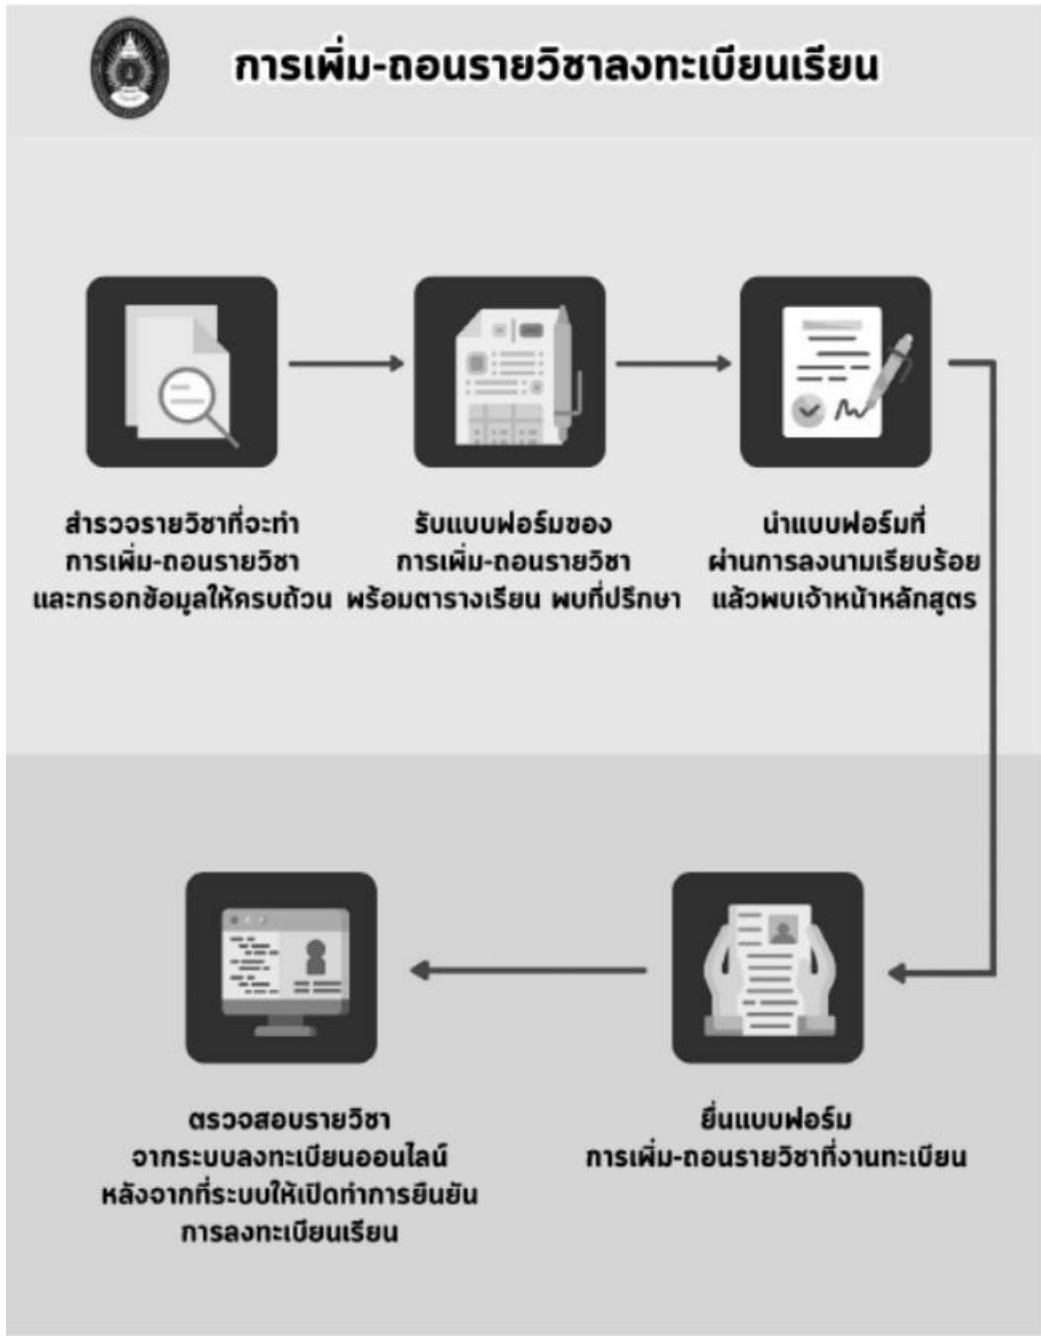 การเพิ่ม-ถอนรายวิชาลงทะเบียนเรียน
สำรวจรายวิชาที่จะทำ
การเพิ่ม-ถอนรายวิชา
และกรอกข้อมูลให้ครบถ้วน
รับแบบฟอร์มของ
การเพิ่ม-ถอนรายวิชา
พร้อมตารางเรียน พบที่ปรึกษา
นำแบบฟอร์มที่
ผ่านการลงนามเรียบร้อย
แล้วพบเจ้าหน้าหลักสูตร
ยื่นแบบฟอร์ม
การเพิ่ม-ถอนรายวิชาที่งานทะเบียน
ตรวจสอบรายวิชา
จากระบบลงทะเบียนออนไลน์
หลังจากที่ระบบให้เปิดทำการยืนยัน
การลงทะเบียนเรียน